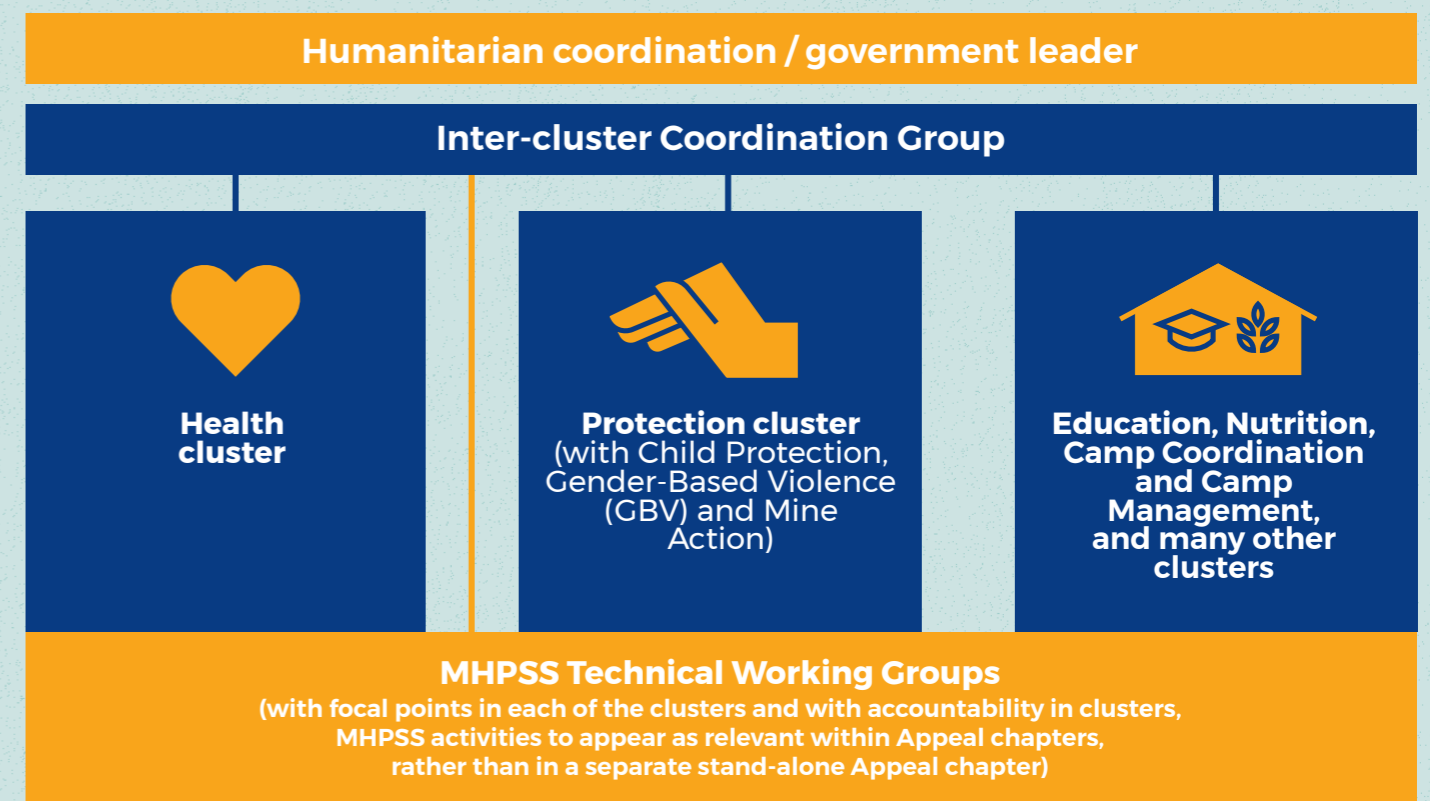 Humanitarian coordination / government leader
Inter-cluster Coordination Group
Health
cluster
Protection cluster
(with Child Protection,
Gender-Based Violence
(GBV) and Mine
Action)
Education, Nutrition,
Camp Coordination
and Camp
Management,
and many other
clusters
MHPSS Technical Working Groups
(with focal points in each of the clusters and with accountability in clusters,
MHPSS activities to appear as relevant within Appeal chapters,
rather than in a separate stand-alone Appeal chapter)